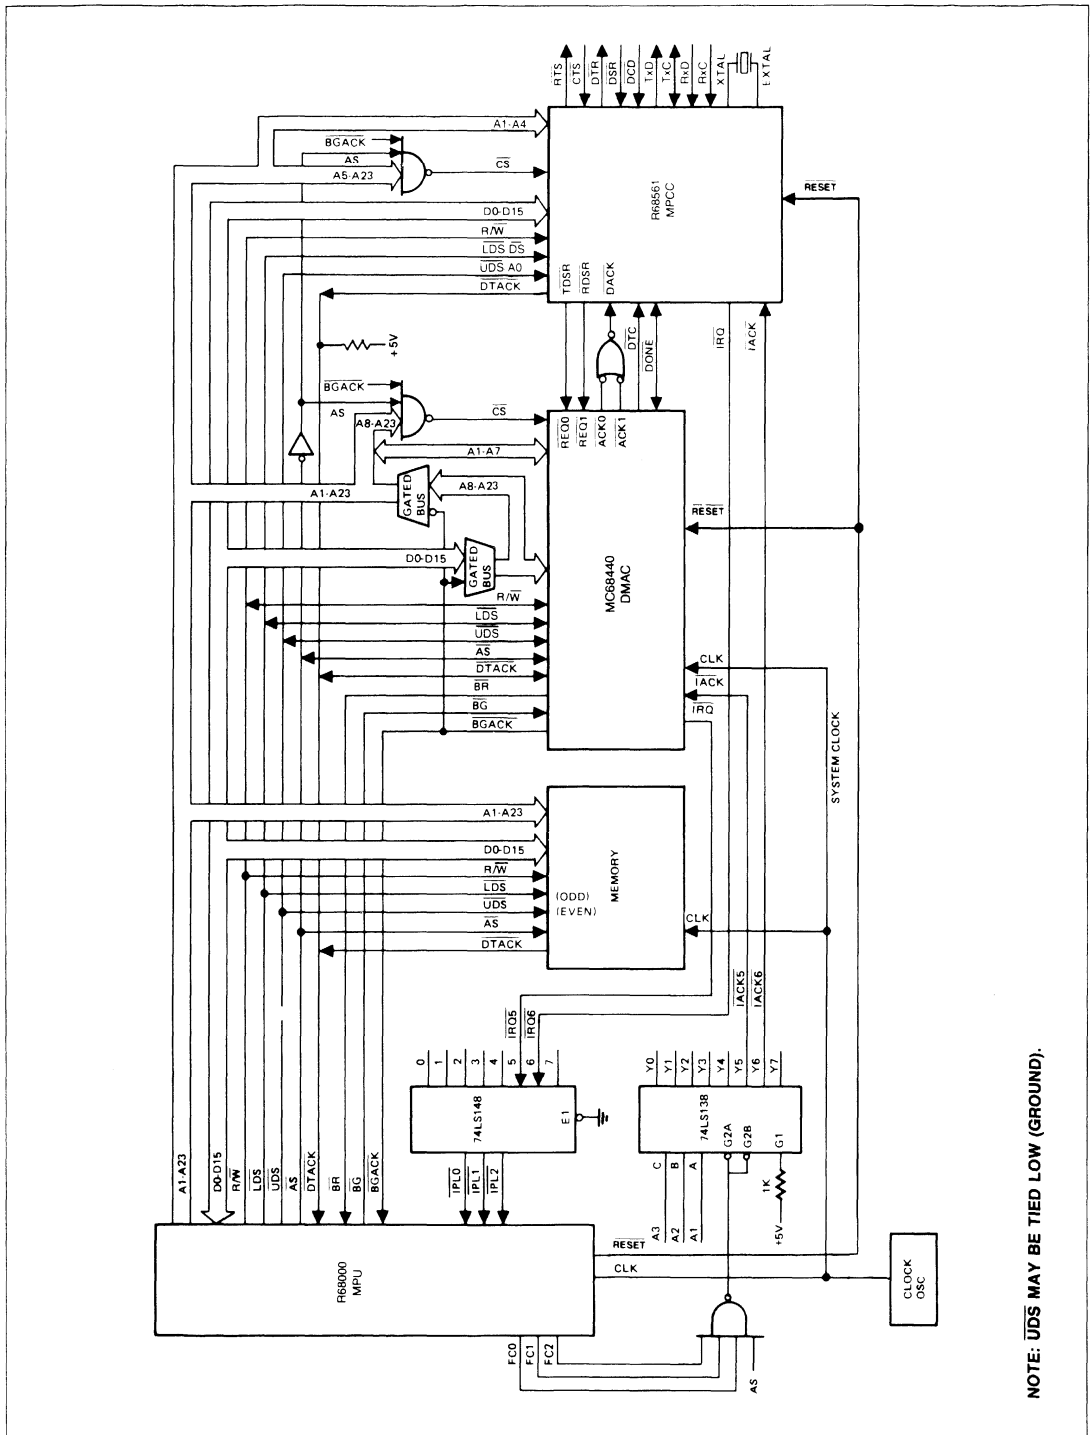 RTS
CTS
DTR
DSR
DCD
TxD
TxC
RxD
RxC
XTAL
EXTAL
A1-A4
BGACK
AS
A5-A23
CS
D0-D15
R/W
LDS DS
UDS A0
DTACK
R68561
MPCC
RESET
TDSR
RDSR
DACK
DTC
DONE
IRQ
IACK
+5V
BGACK
AS
A8-A23
CS
REQ0
REQ1
ACK0
ACK1
A1-A7
A1-A23
GATED
BUS
A8-A23
D0-D15
GATED
BUS
RESET
MC68440
DMAC
R/W
LDS
UDS
AS
DTACK
BR
BG
BGACK
CLK
IACK
IRQ
SYSTEM CLOCK
A1-A23
D0-D15
R/W
LDS
UDS
AS
DTACK
(ODD)
(EVEN)
MEMORY
CLK
IRQ5
IRQ6
IACK5
IACK6
0
1
2
3
4
5
6
7
74LS148
E1
Y0
Y1
Y2
Y3
Y4
Y5
Y6
Y7
74LS138
C
B
A
G2A
G2B
G1
1K
+5V
A3
A2
A1
A1-A23
D0-D15
R/W
LDS
UDS
AS
DTACK
BR
BG
BGACK
IPL0
IPL1
IPL2
R68000
MPU
RESET
CLK
FC0
FC1
FC2
AS
CLOCK
OSC
NOTE: UDS MAY BE TIED LOW (GROUND).